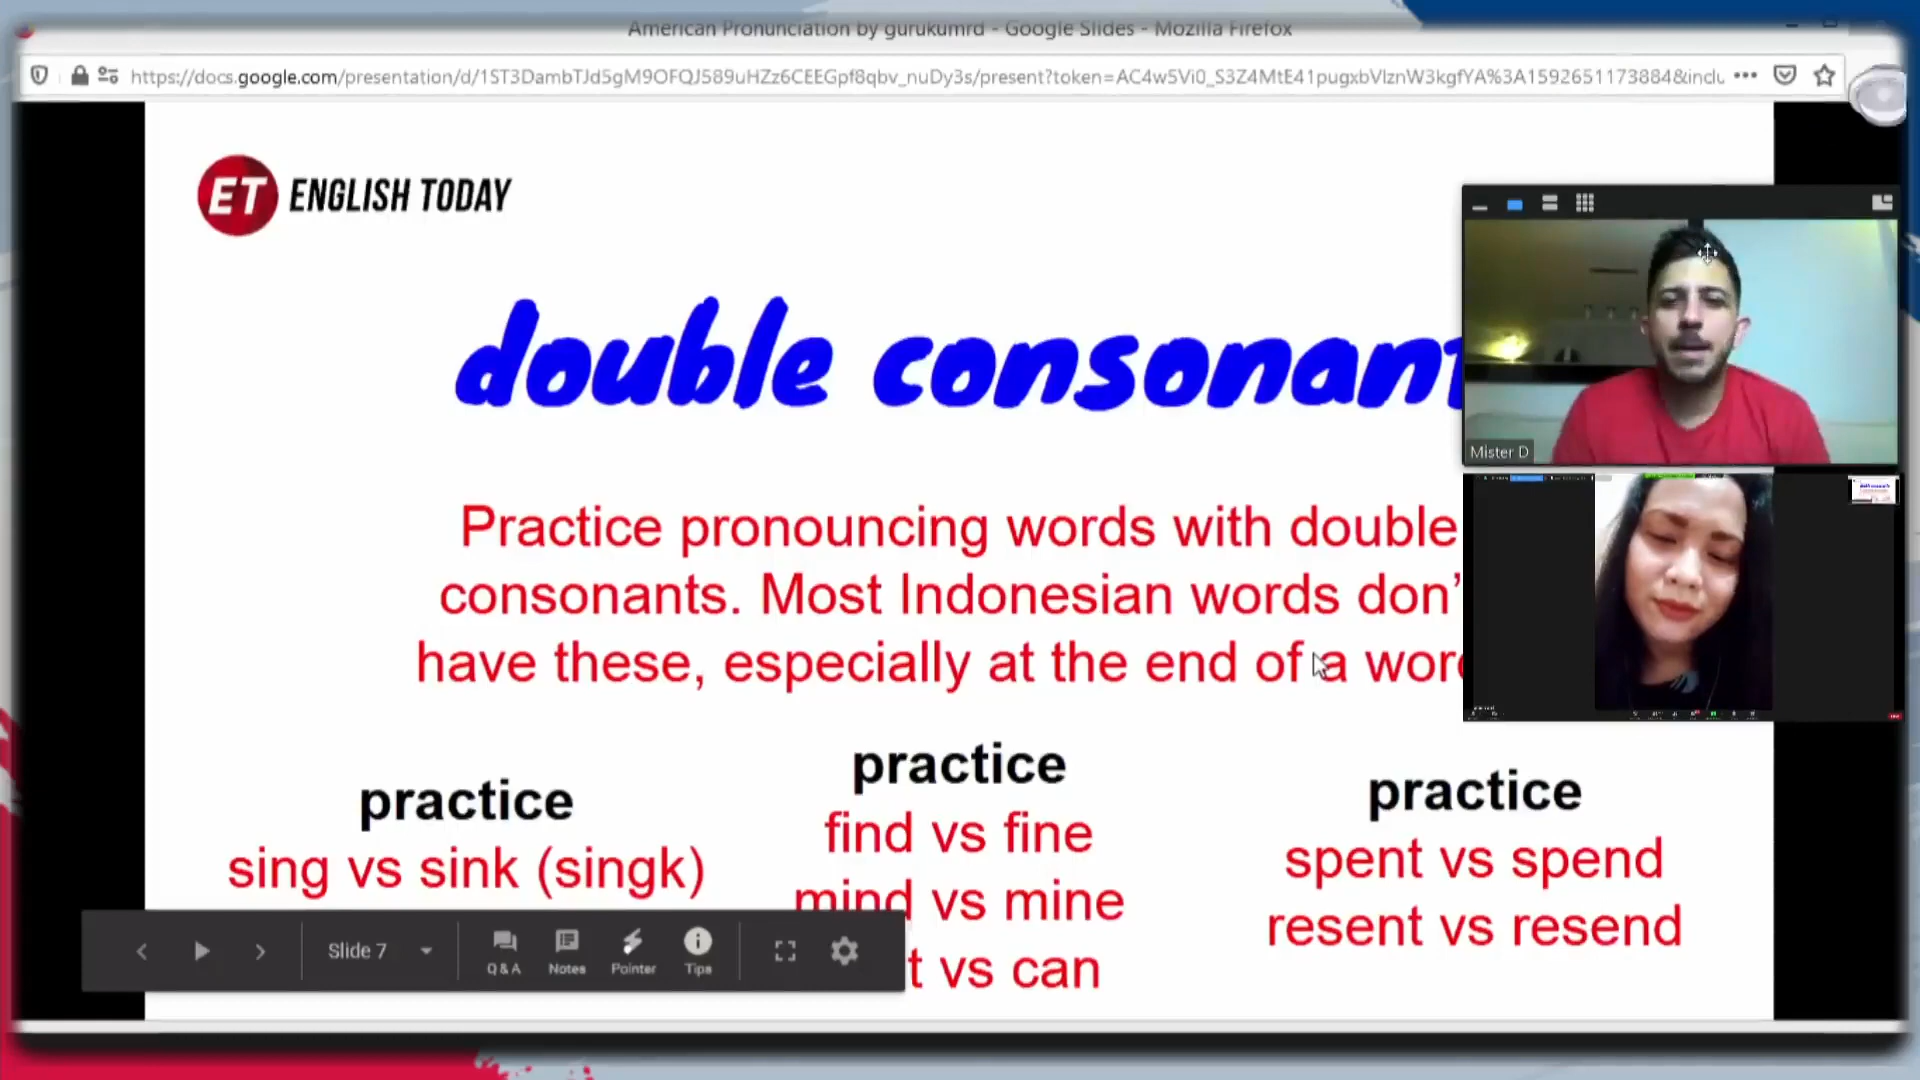 American Pronunciation by gurukumrd - Google Slides - Mozilla Firefox
https://docs.google.com/presentation/d/1ST3DambTJd5gM9OFQJ589uHZz6CEEGpf8qbv_nuDy3s/present?token=AC4w5Vi0_S3Z4MtE41pugxbVlznW3kgfYA%3A1592651173884&inclu
ET ENGLISH TODAY
double consonant
Mister D
Practice pronouncing words with double
consonants. Most Indonesian words don’
have these, especially at the end of a wor
practice
sing vs sink (singk)
practice
find vs fine
mind vs mine
t vs can
practice
spent vs spend
resent vs resend
Slide 7
Q & A
Notes
Pointer
Tips